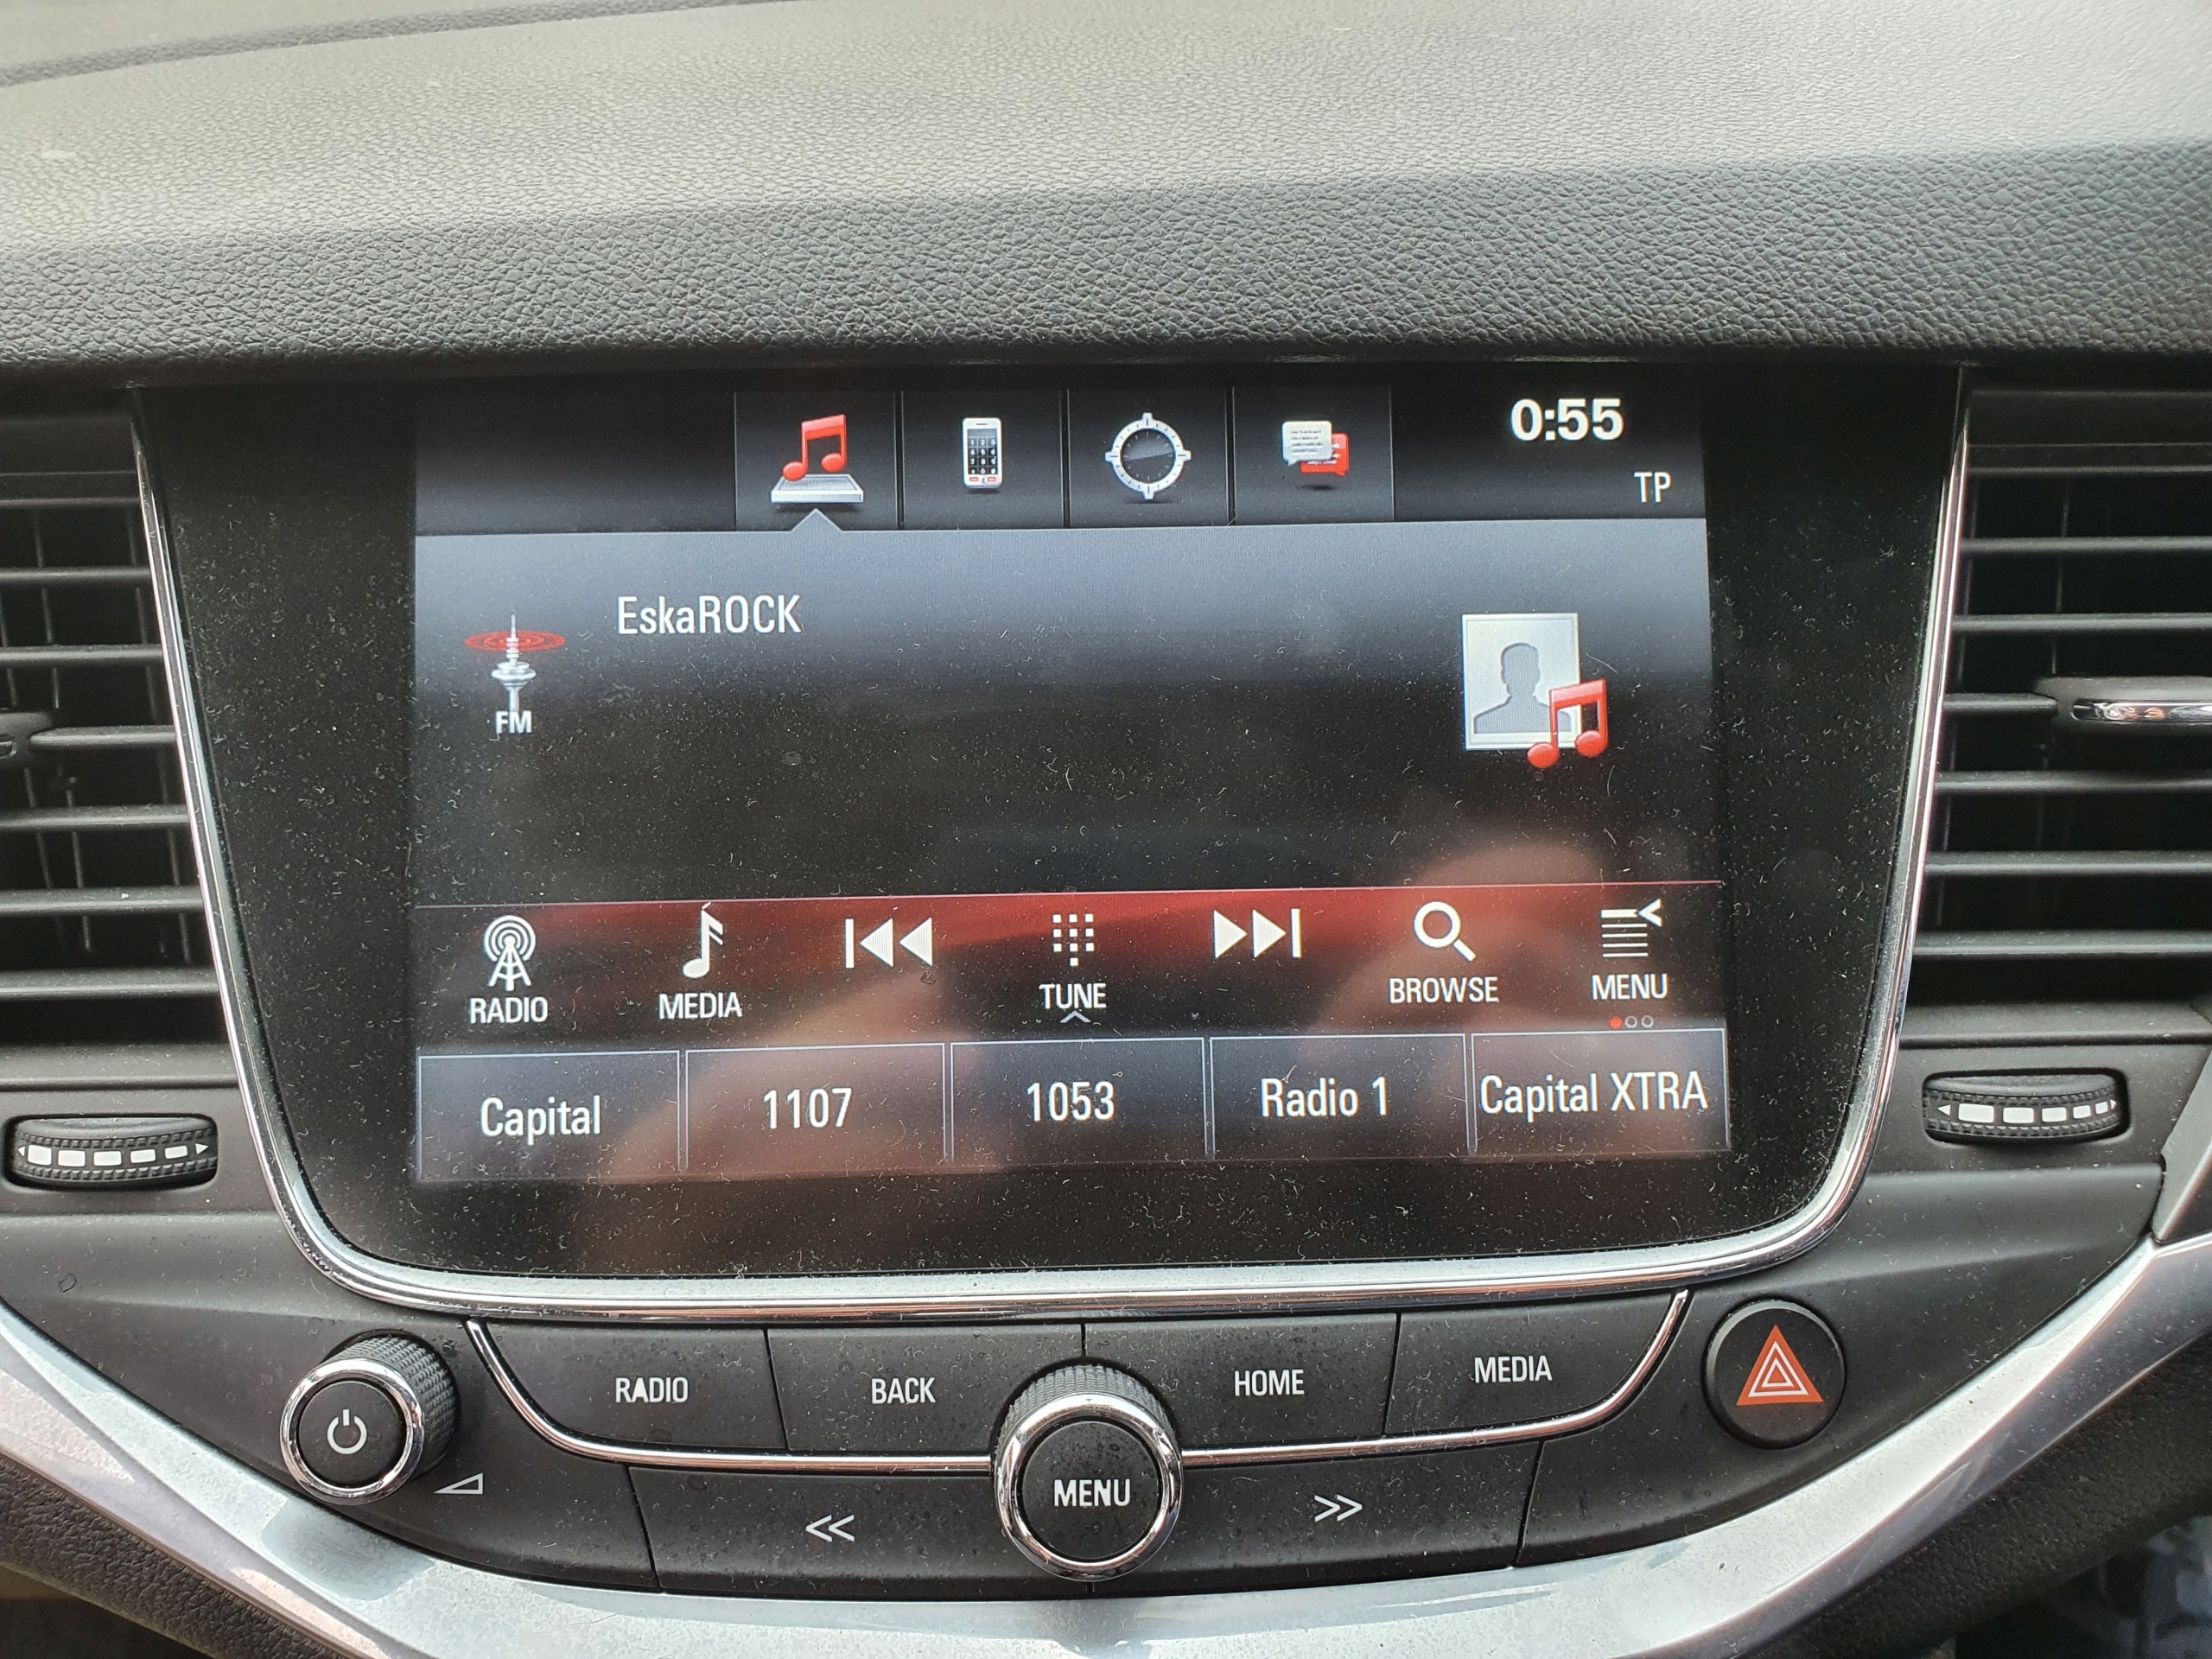 0:55
TP
EskaROCK
FM
RADIO
MEDIA
TUNE
BROWSE
MENU
Capital
1107
1053
Radio 1
Capital XTRA
RADIO
BACK
HOME
MEDIA
MENU
<< >>